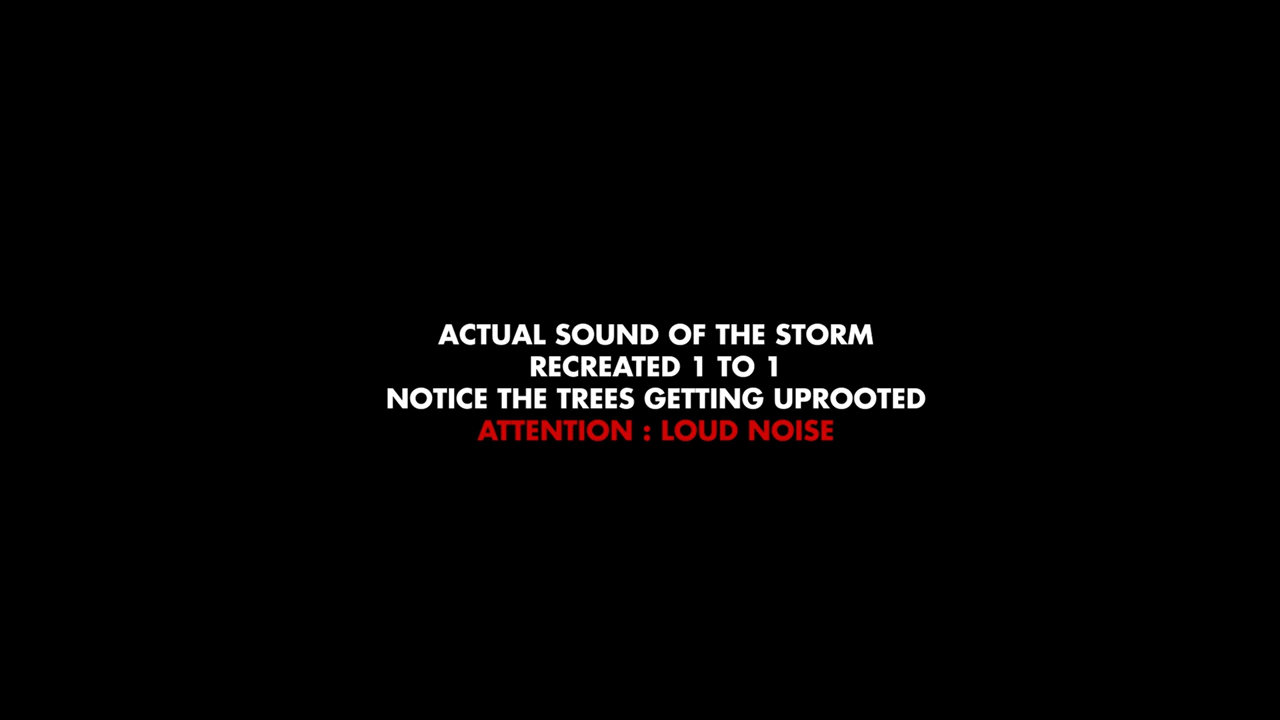 ACTUAL SOUND OF THE STORM
RECREATED 1 TO 1
NOTICE THE TREES GETTING UPROOTED
ATTENTION : LOUD NOISE